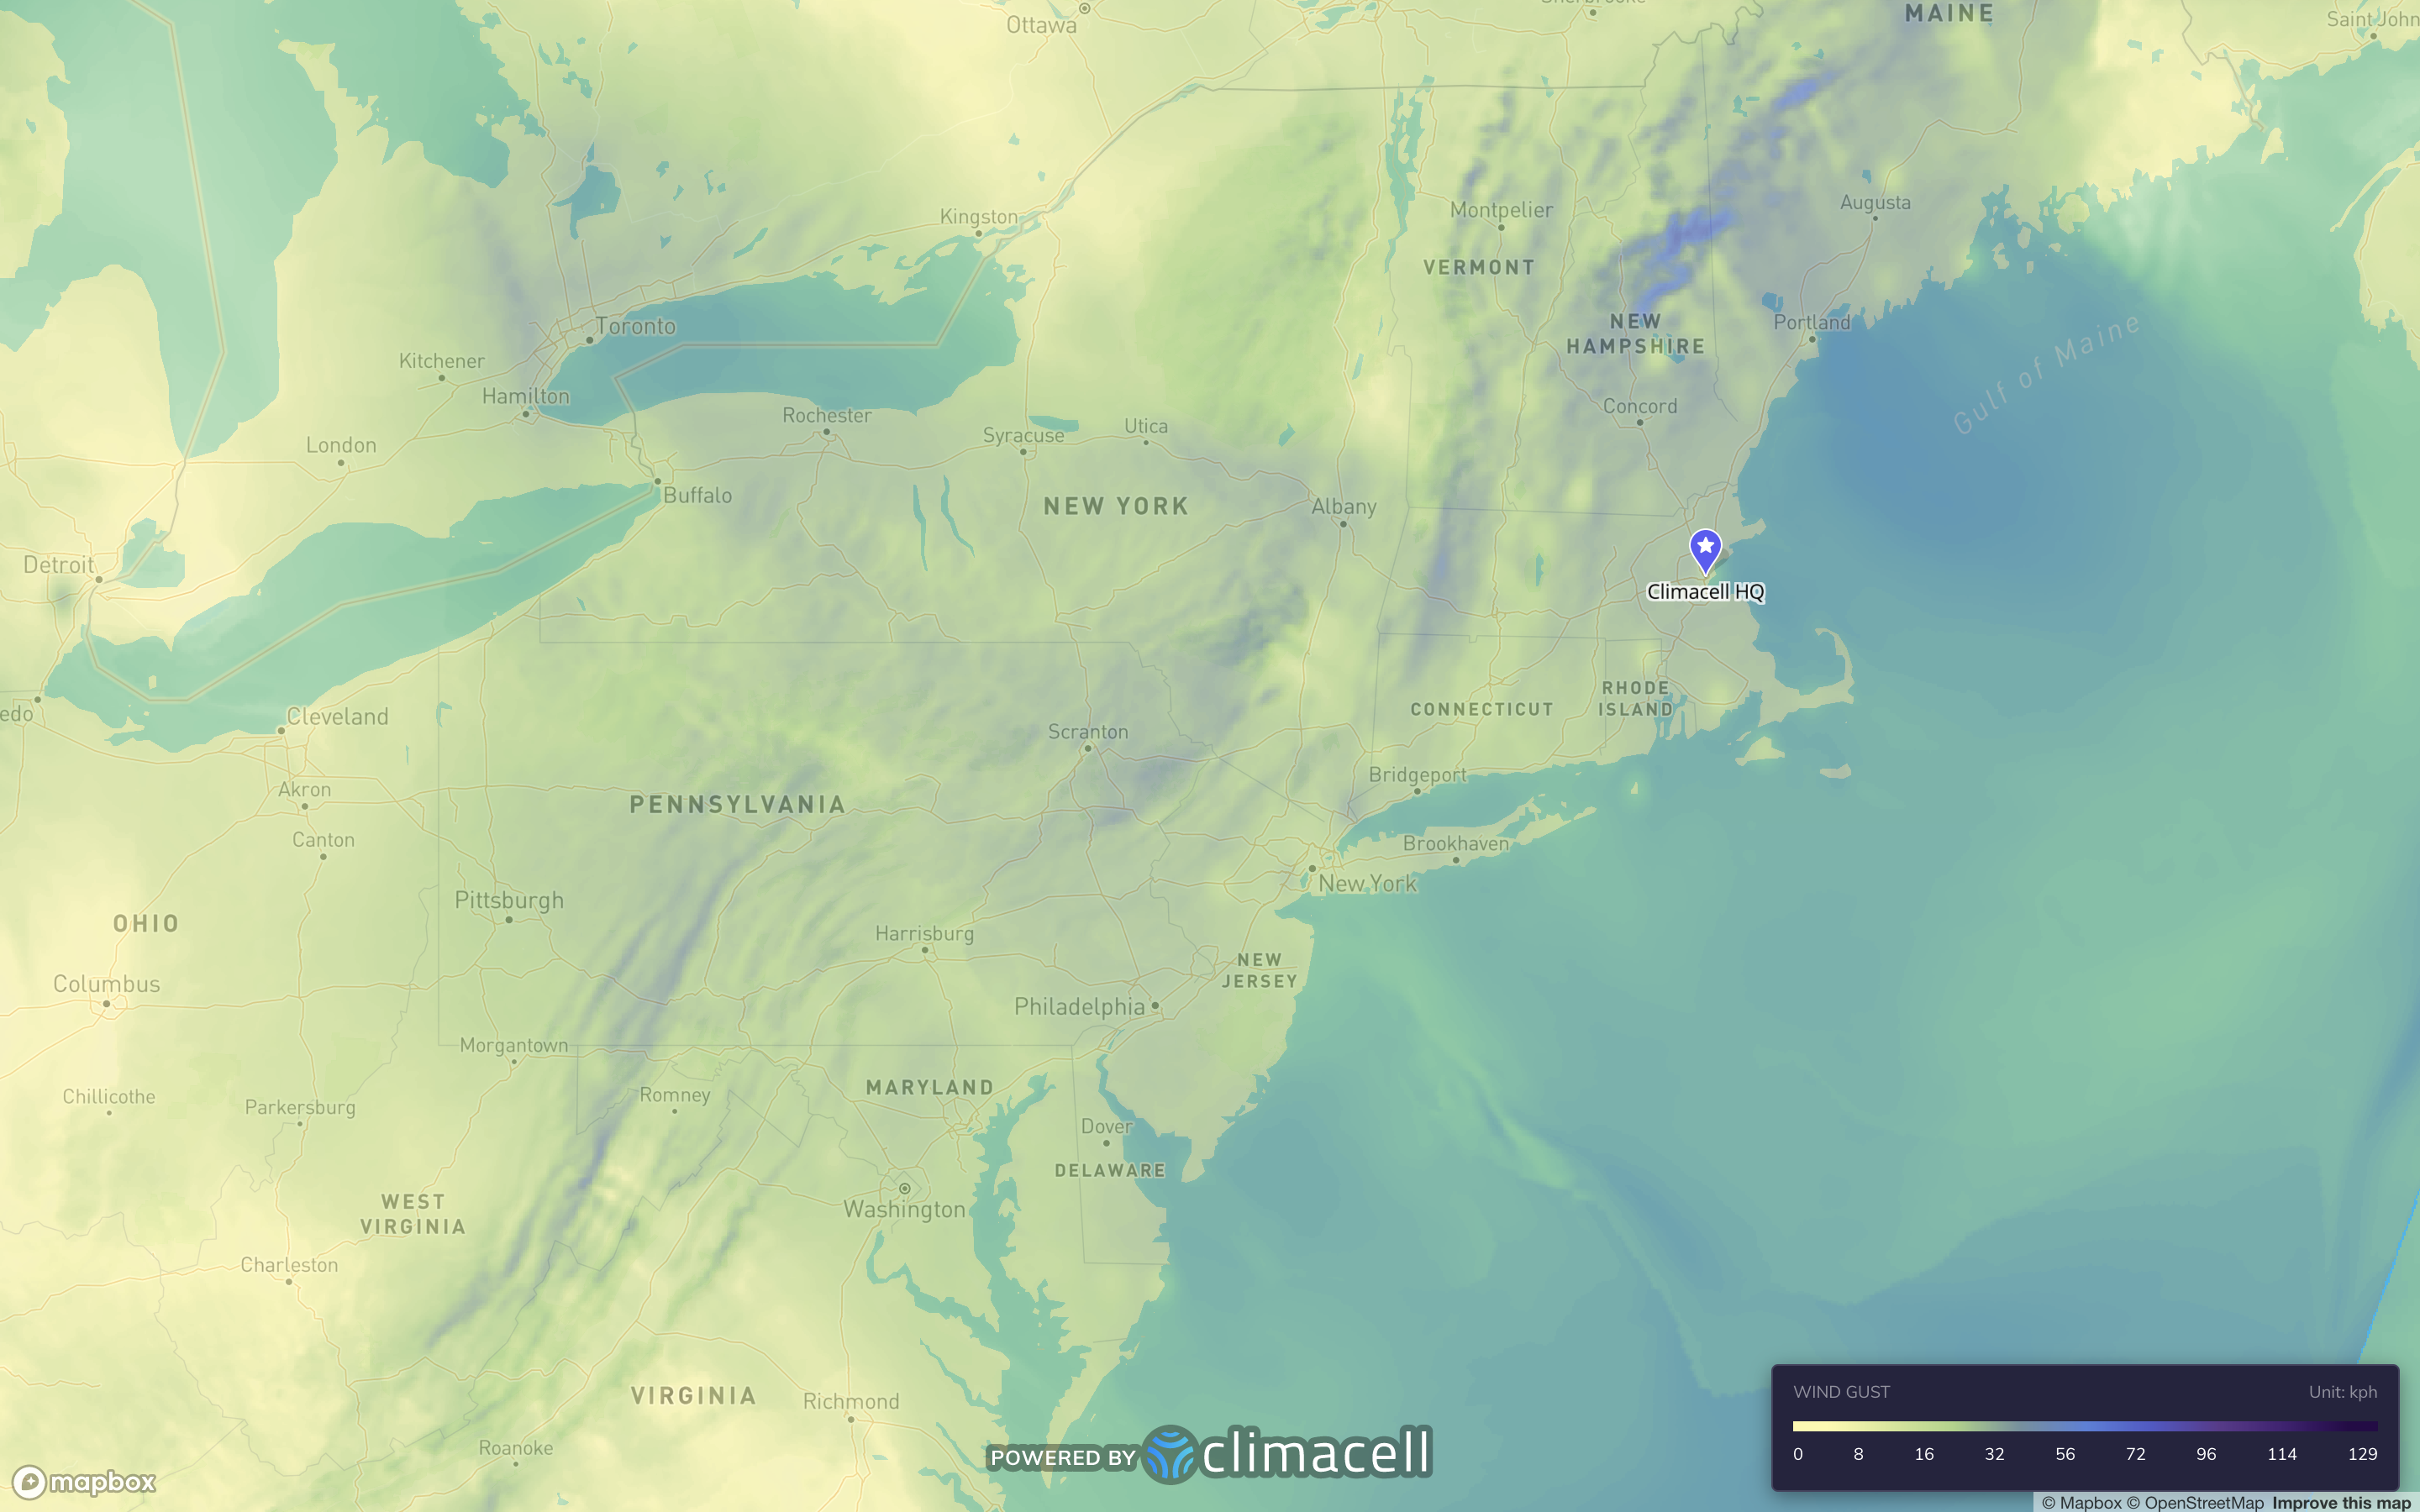 Ottawa
MAINE
Saint John
Kingston
Montpelier
Augusta
VERMONT
Toronto
NEW
HAMPSHIRE
Portland
Gulf of Maine
Kitchener
Hamilton
Rochester
Concord
London
Syracuse
Utica
Buffalo
NEW YORK
Albany
Detroit
Climacell HQ
edo
Cleveland
RHODE
ISLAND
CONNECTICUT
Scranton
Bridgeport
Akron
PENNSYLVANIA
Canton
Brookhaven
New York
Pittsburgh
OHIO
Harrisburg
NEW
JERSEY
Columbus
Philadelphia
Morgantown
Chillicothe
Parkersburg
Romney
MARYLAND
Dover
DELAWARE
WEST
VIRGINIA
Washington
Charleston
VIRGINIA
Richmond
Roanoke
WIND GUST Unit: kph
0 8 16 32 56 72 96 114 129
POWERED BY climacell
mapbox
© Mapbox © OpenStreetMap Improve this map